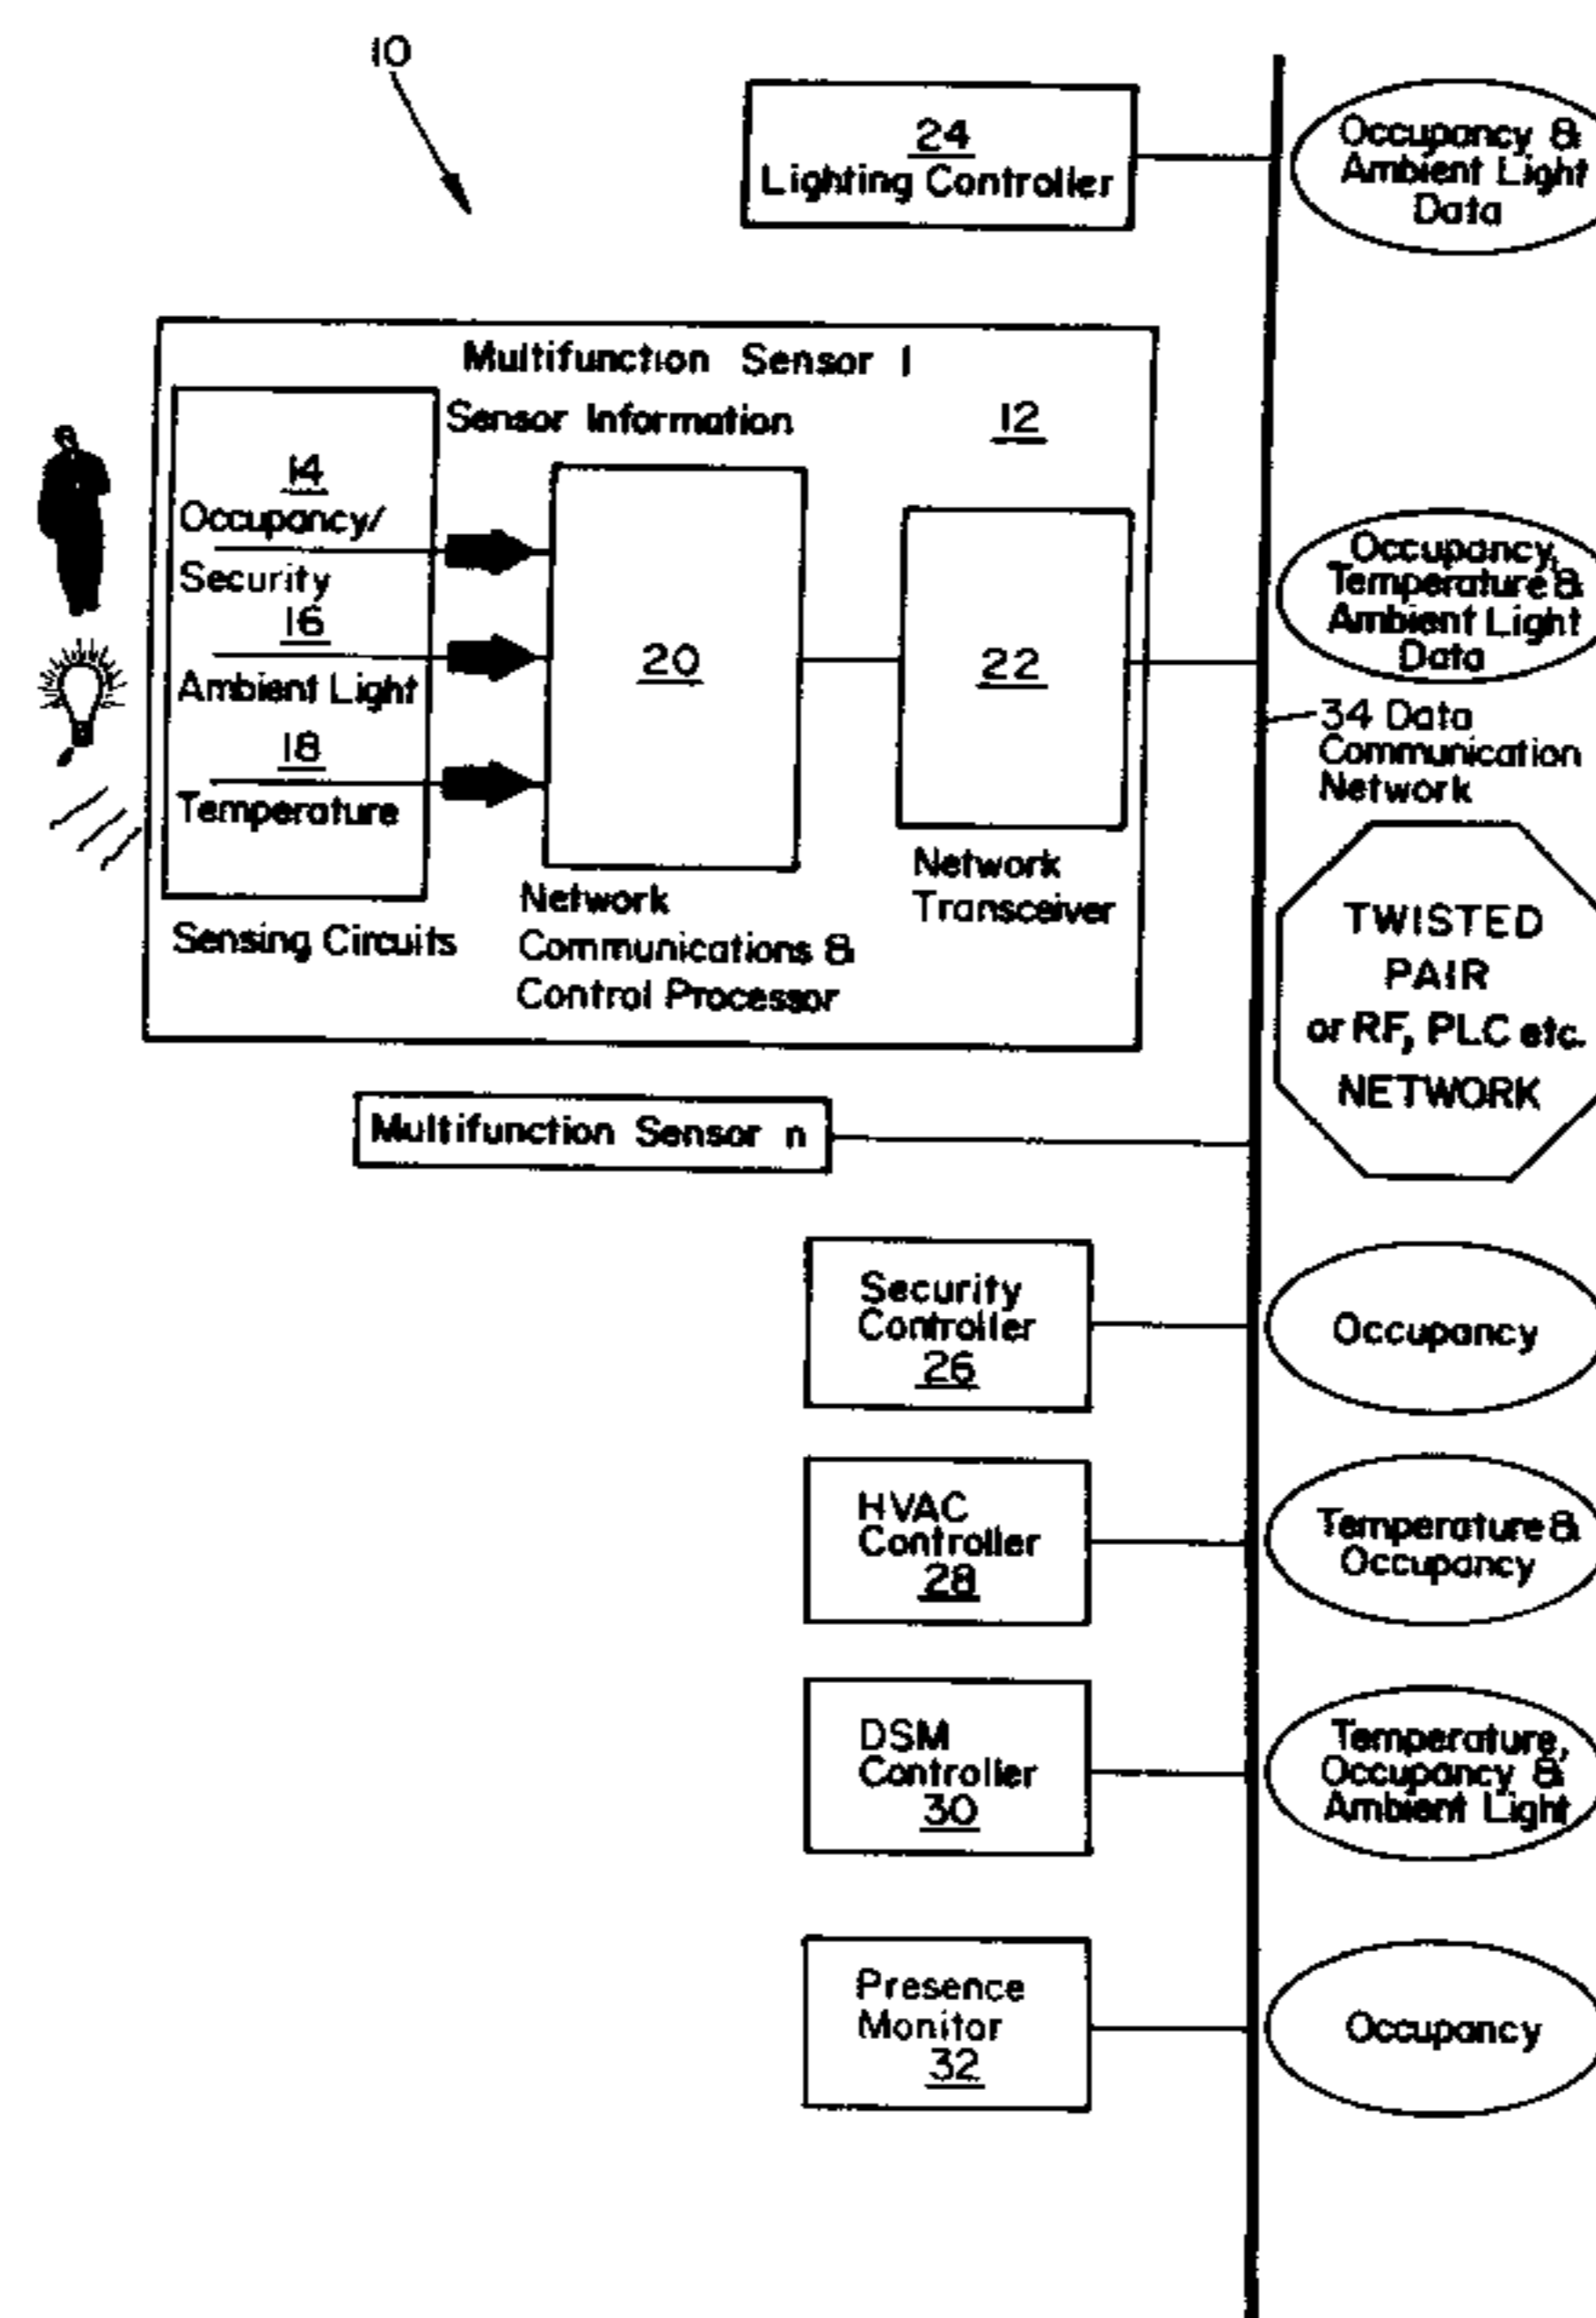 10
24
Lighting Controller
Occupancy &
Ambient Light
Data
Multifunction Sensor 1
Sensor Information
12
14
Occupancy/
Security
16
Ambient Light
18
Temperature
Sensing Circuits
20
Network
Communications &
Control Processor
22
Network
Transceiver
Occupancy,
Temperature &
Ambient Light
Data
34 Data
Communication
Network
TWISTED
PAIR
or RF, PLC etc.
NETWORK
Multifunction Sensor n
Security
Controller
26
Occupancy
HVAC
Controller
28
Temperature &
Occupancy
DSM
Controller
30
Temperature,
Occupancy &
Ambient Light
Presence
Monitor
32
Occupancy